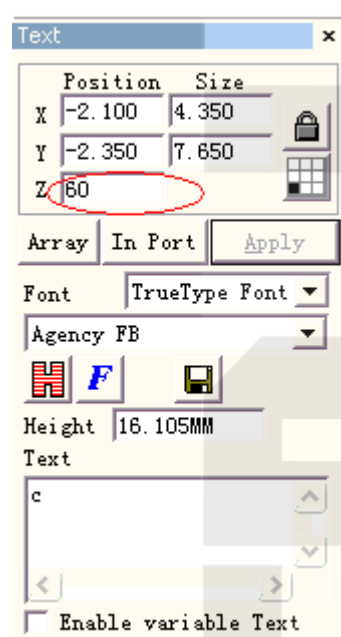 Text ×
Position Size
X -2.100 4.350
Y -2.350 7.650
Z 60
Array In Port Apply
Font TrueType Font
Agency FB
H F
Height 16.105MM
Text
c
Enable variable Text